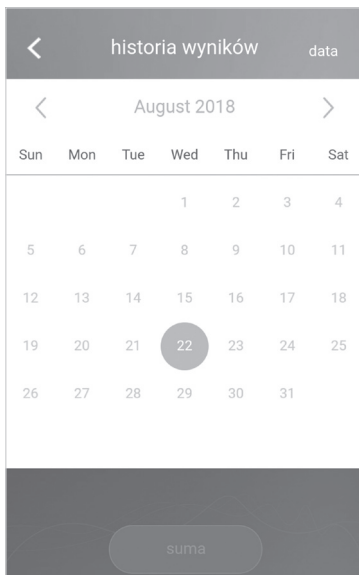 historia wyników data
August 2018
Sun Mon Tue Wed Thu Fri Sat
1 2 3 4
5 6 7 8 9 10 11
12 13 14 15 16 17 18
19 20 21 22 23 24 25
26 27 28 29 30 31
suma